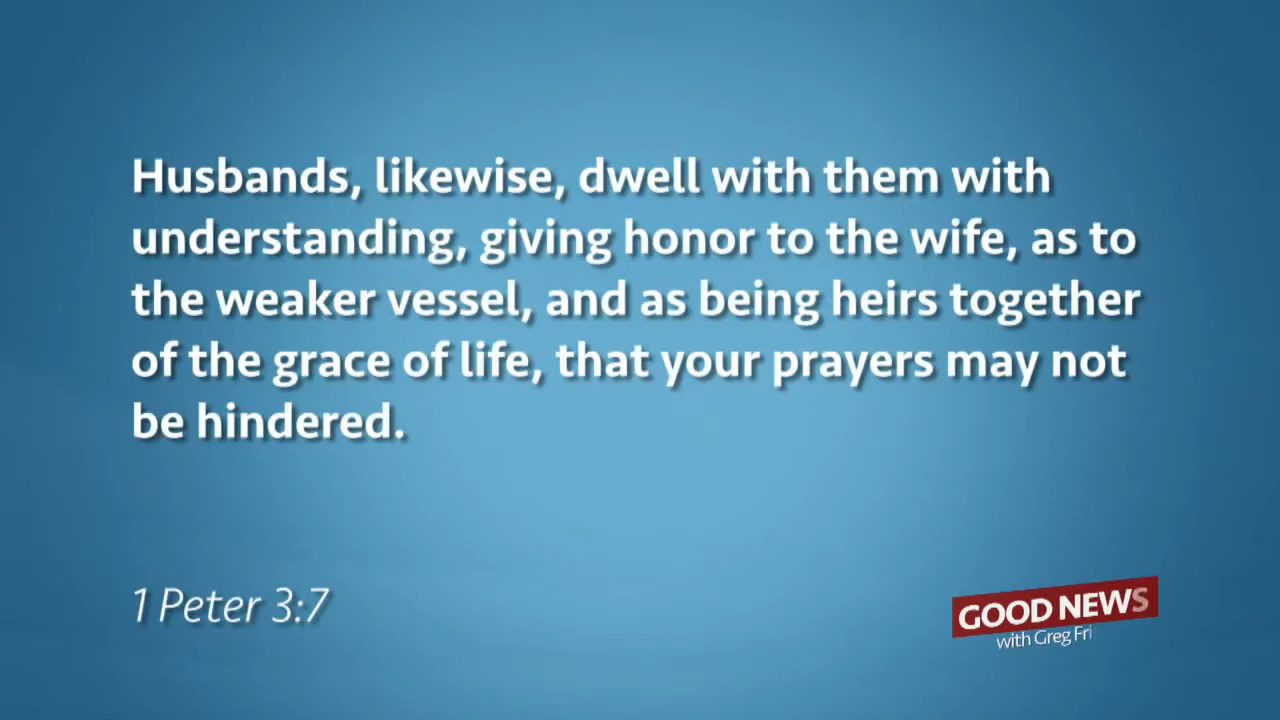 Husbands, likewise, dwell with them with
understanding, giving honor to the wife, as to
the weaker vessel, and as being heirs together
of the grace of life, that your prayers may not
be hindered.
1 Peter 3:7
GOOD NEWS
with Greg Fri